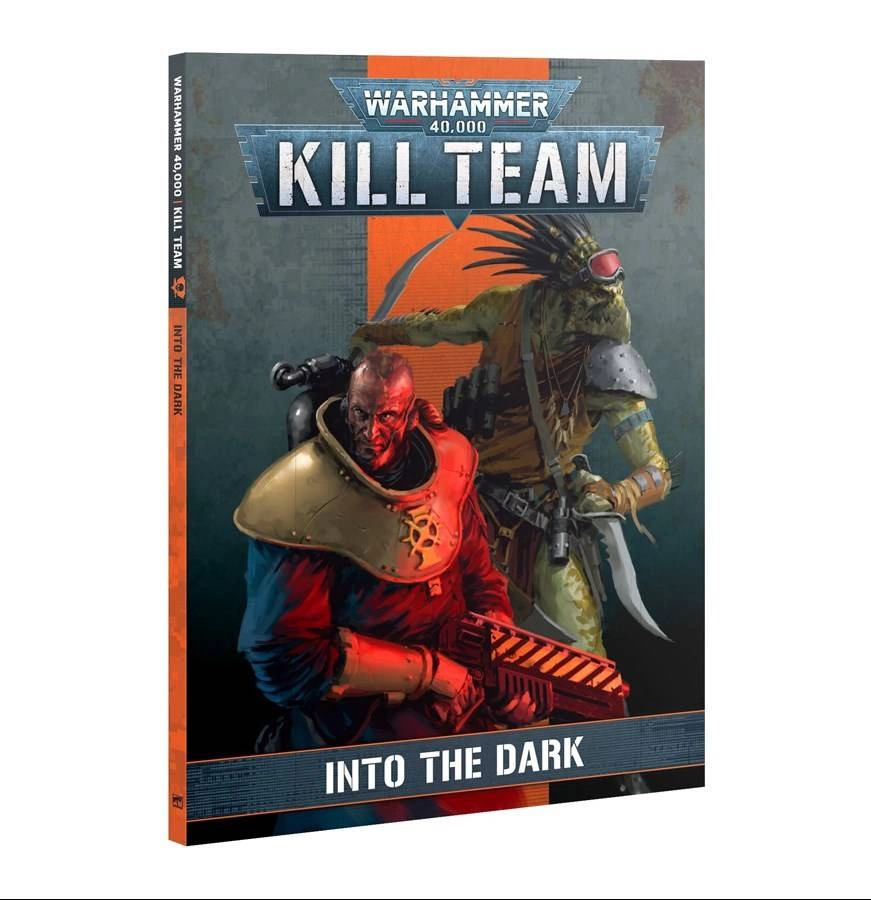 WARHAMMER
40,000
KILL TEAM
INTO THE DARK
WARHAMMER 40,000 | KILL TEAM
INTO THE DARK